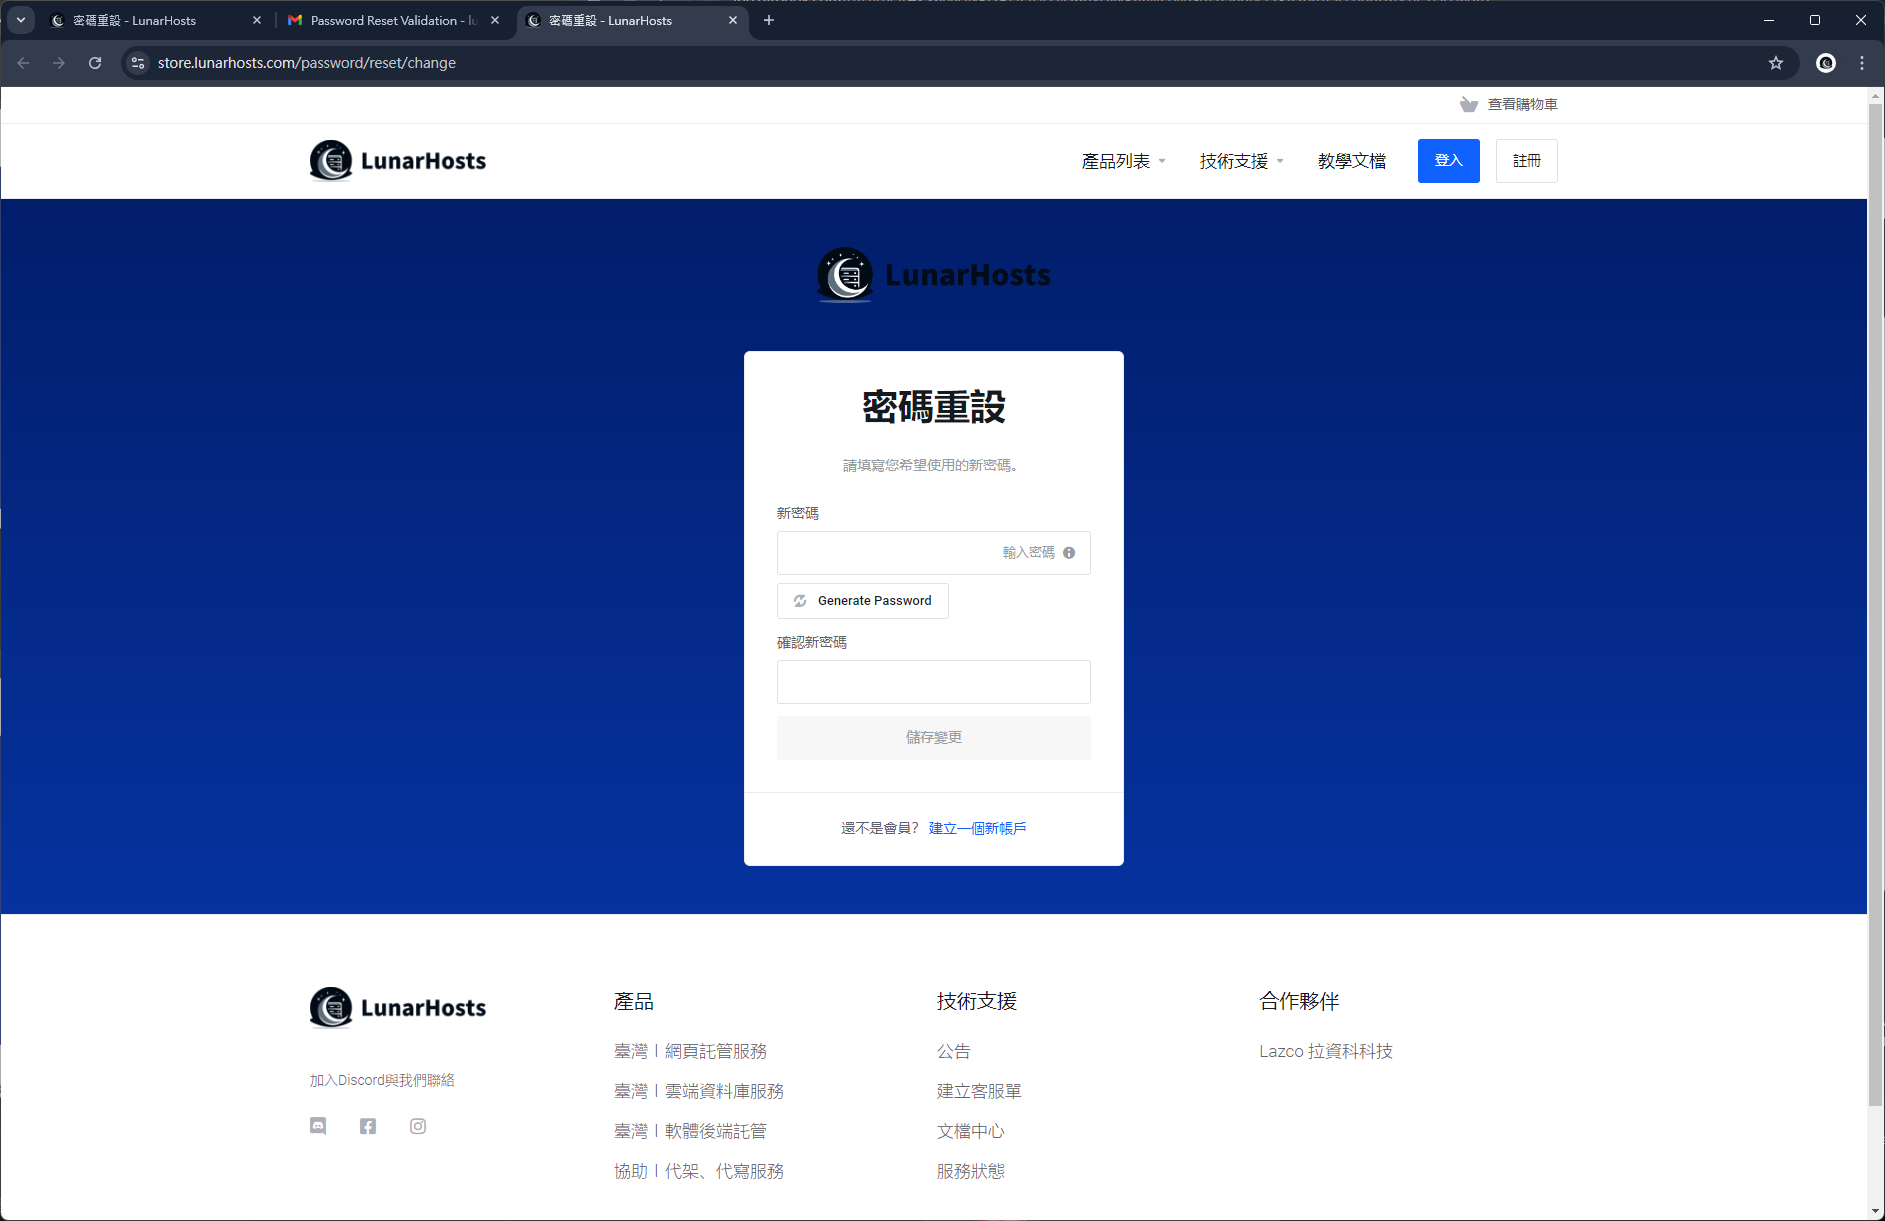 密碼重設 - LunarHosts
Password Reset Validation - lu
密碼重設 - LunarHosts
store.lunarhosts.com/password/reset/change
查看購物車
LunarHosts
產品列表
技術支援
教學文檔
登入
註冊
LunarHosts
密碼重設
請填寫您希望使用的新密碼。
新密碼
輸入密碼
Generate Password
確認新密碼
儲存變更
還不是會員? 建立一個新帳戶
LunarHosts
加入Discord與我們聯絡
產品
臺灣 | 網頁託管服務
臺灣 | 雲端資料庫服務
臺灣 | 軟體後端託管
協助 | 代架、代寫服務
技術支援
公告
建立客服單
文檔中心
服務狀態
合作夥伴
Lazco 拉資科科技